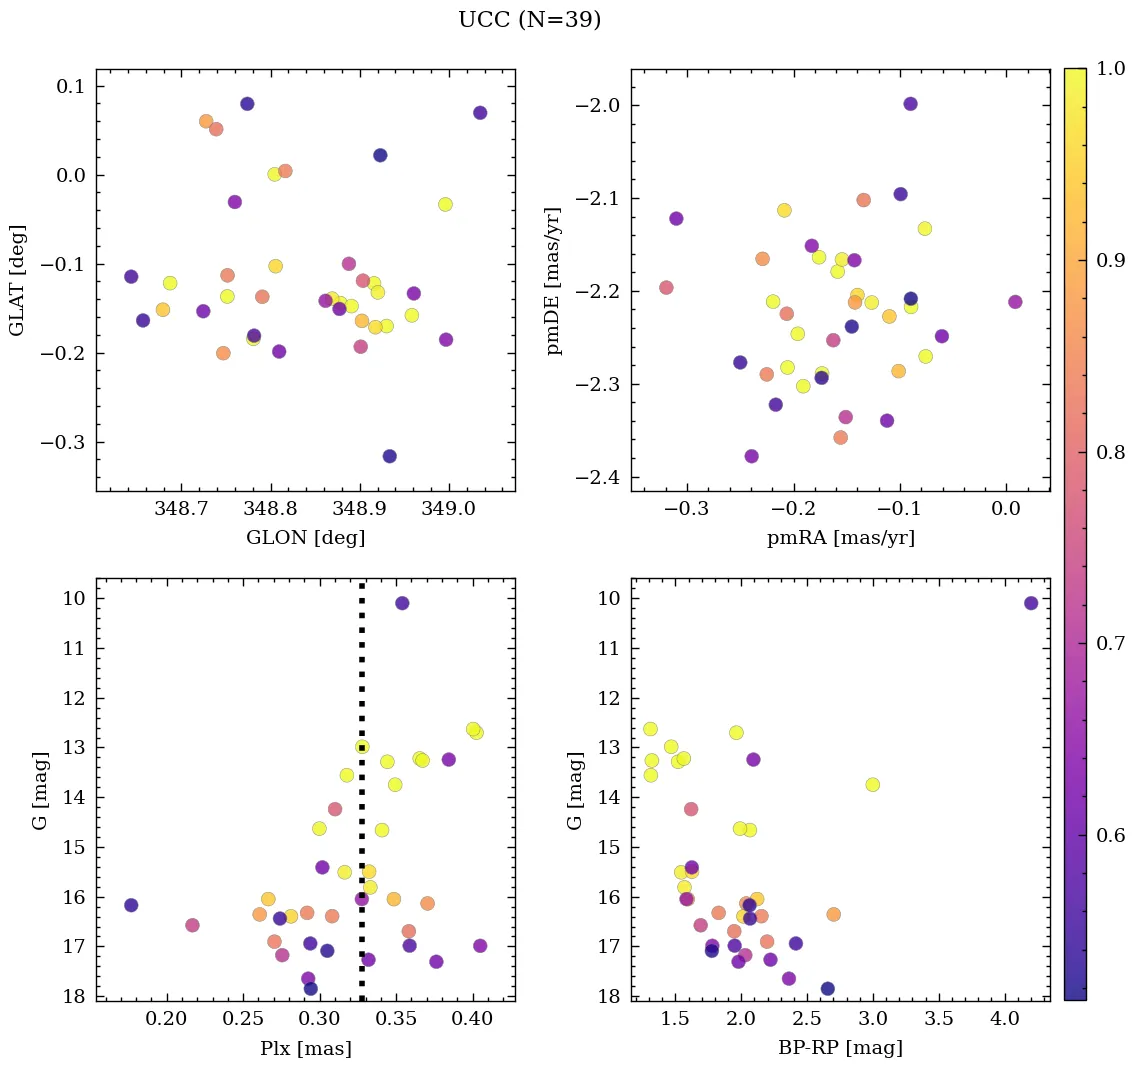 UCC (N=39)
0.1
0.0
−0.1
−0.2
−0.3
GLAT [deg]
348.7 348.8 348.9 349.0
GLON [deg]
−2.0
−2.1
−2.2
−2.3
−2.4
pmDE [mas/yr]
−0.3 −0.2 −0.1 0.0
pmRA [mas/yr]
1.0
0.9
0.8
0.7
0.6
10
11
12
13
14
15
16
17
18
G [mag]
0.20 0.25 0.30 0.35 0.40
Plx [mas]
10
11
12
13
14
15
16
17
18
G [mag]
1.5 2.0 2.5 3.0 3.5 4.0
BP-RP [mag]